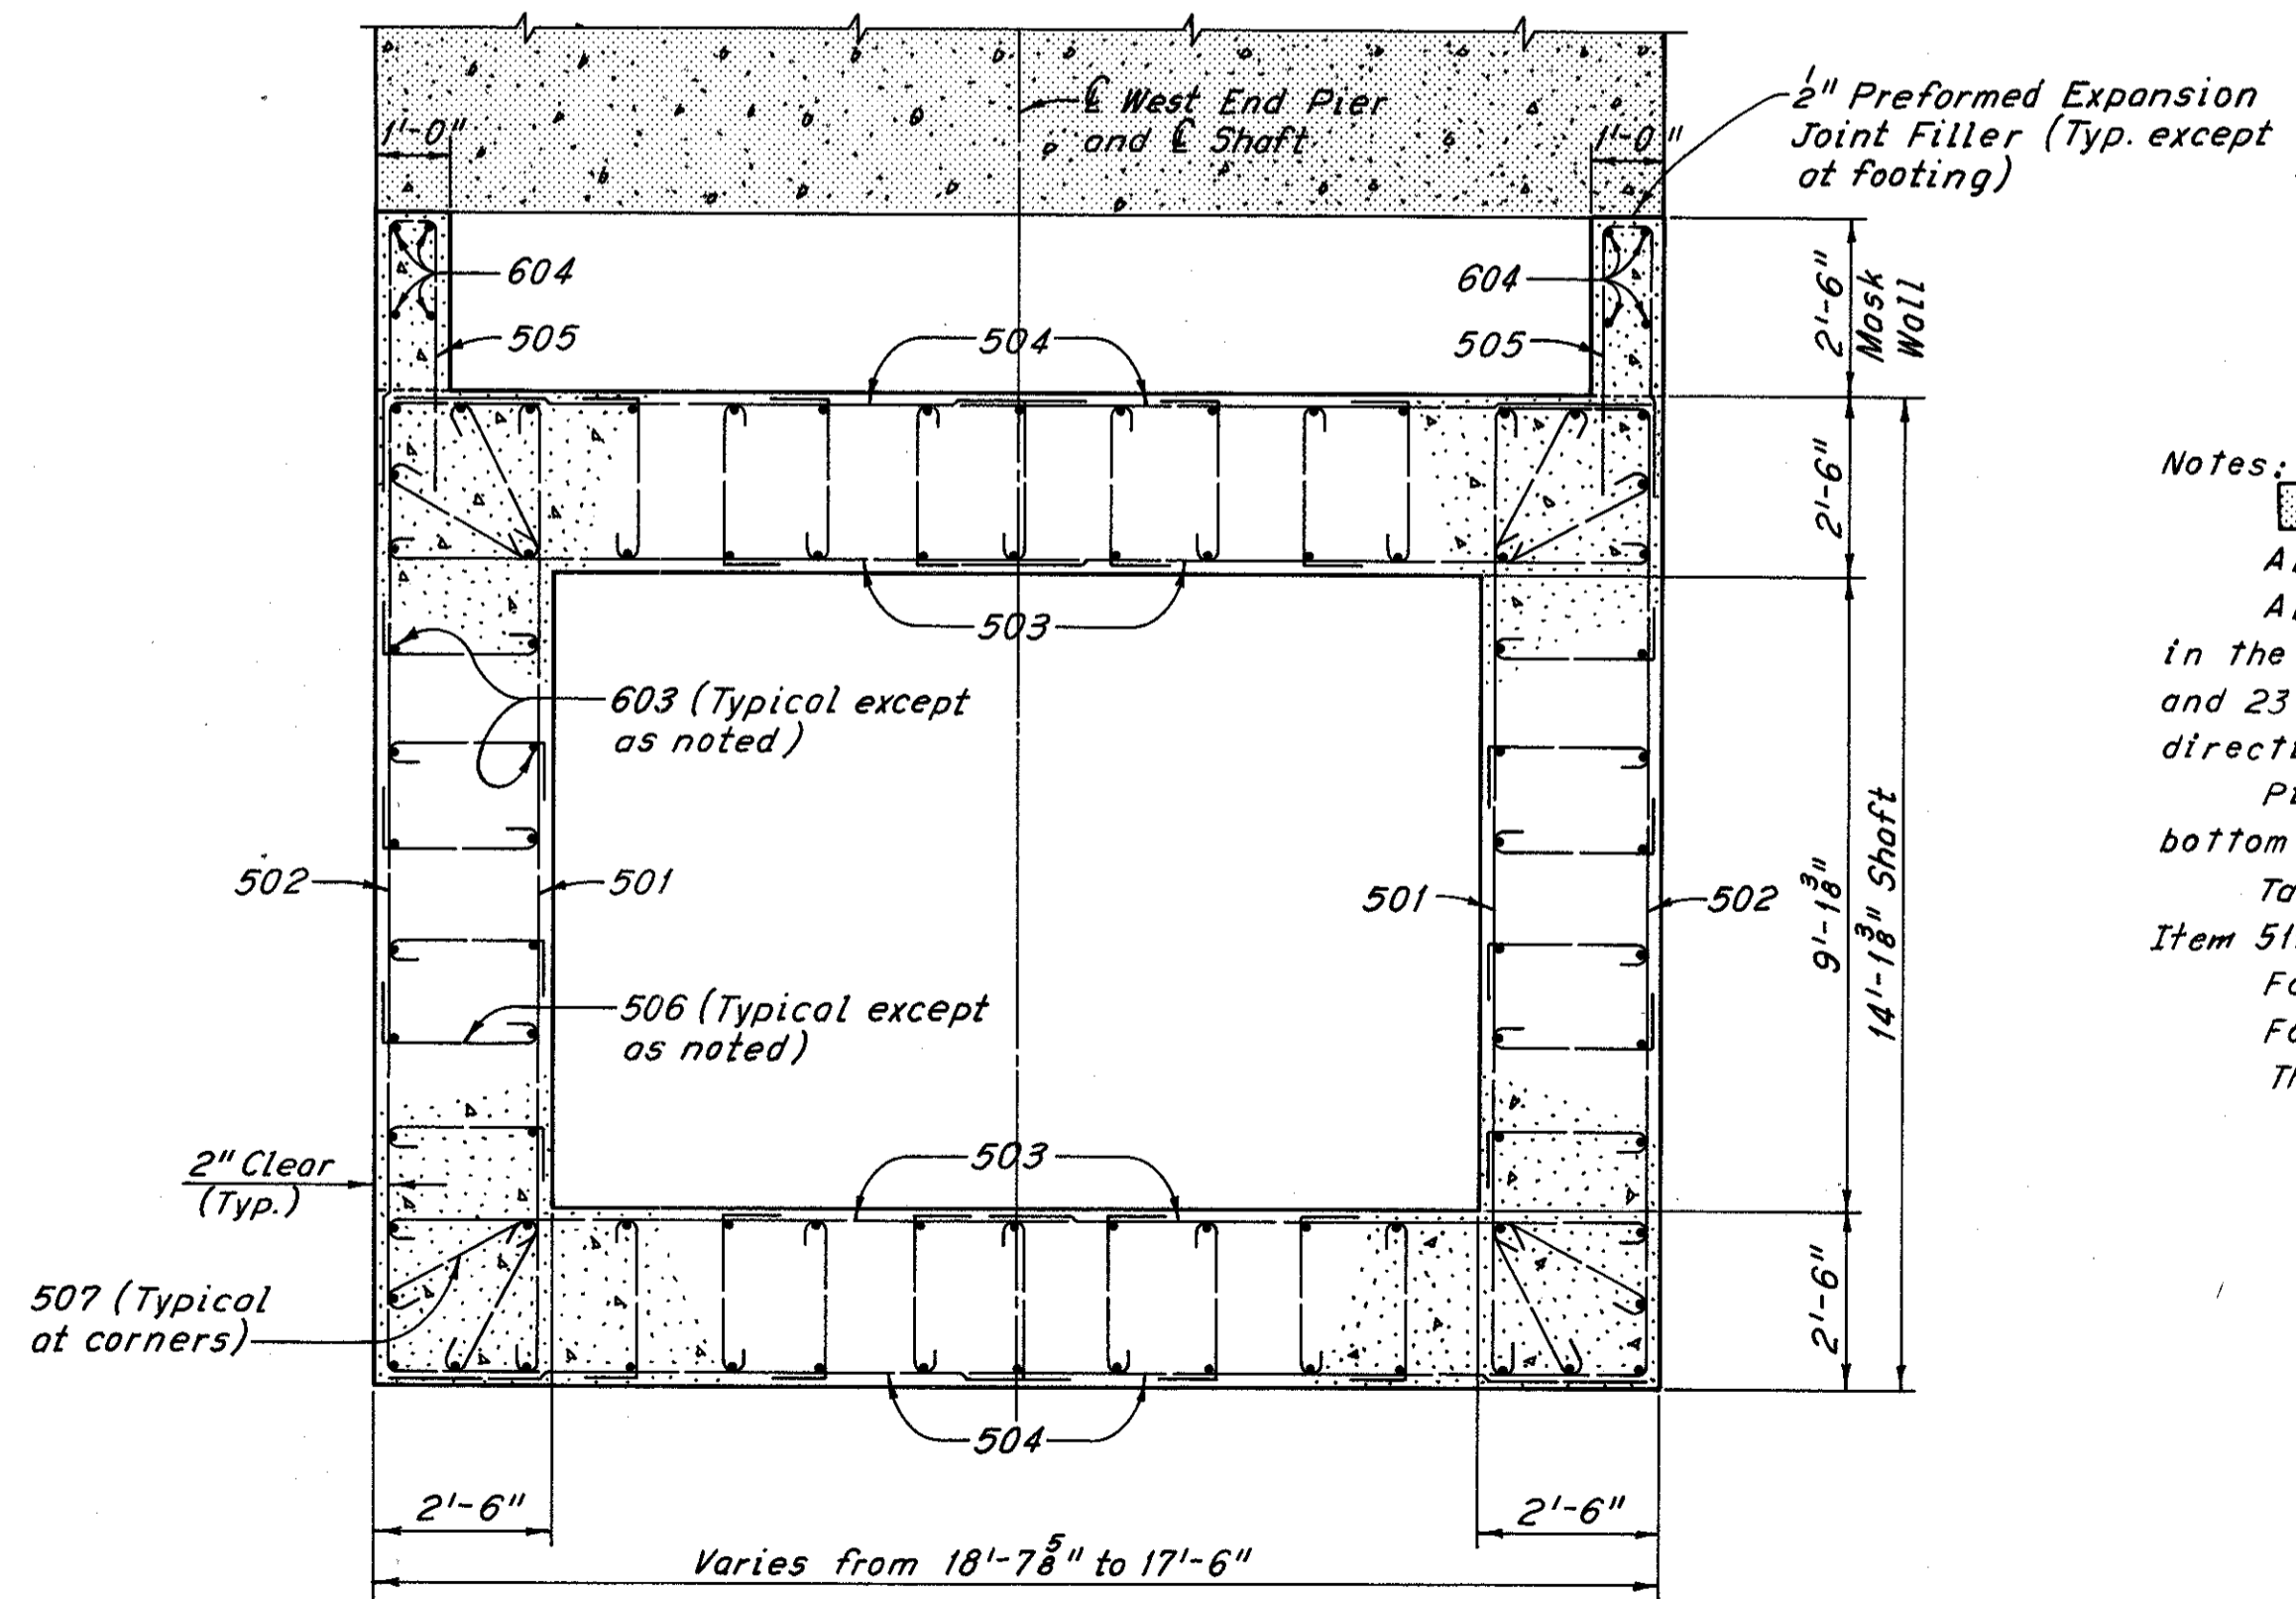 ℄ West End Pier
and ℄ Shaft
1'-0"
1'-0"
1/2" Preformed Expansion
Joint Filler (Typ. except
at footing)
604
604
505
505
504
2'-6"
Mask
Wall
2'-6"
503
603 (Typical except
as noted)
502
501
501
502
9'-1 3/8"
14'-1 3/8" Shaft
506 (Typical except
as noted)
2" Clear
(Typ.)
503
507 (Typical
at corners)
2'-6"
504
2'-6"
2'-6"
Varies from 18'-7 5/8" to 17'-6"
Notes:
in the
and 23
bottom
Item